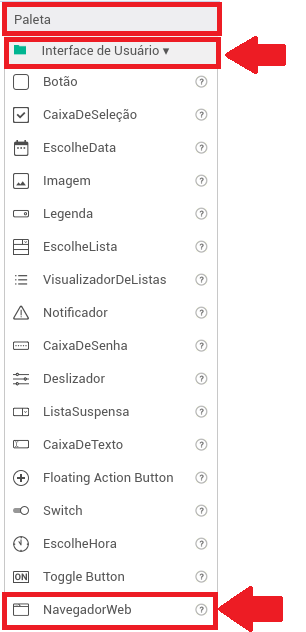 Paleta
Interface de Usuário ▾
Botão
CaixaDeSeleção
EscolheData
Imagem
Legenda
EscolheLista
VisualizadorDeListas
Notificador
CaixaDeSenha
Deslizador
ListaSuspensa
CaixaDeTexto
Floating Action Button
Switch
EscolheHora
ON Toggle Button
NavegadorWeb